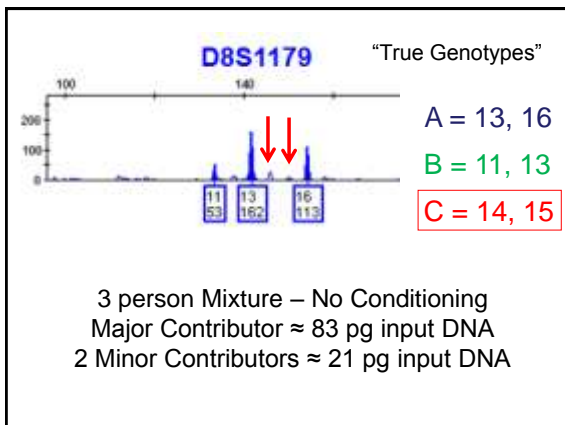 D8S1179
“True Genotypes”
100 140
200
100
0
11 13 16
53 162 113
A = 13, 16
B = 11, 13
C = 14, 15
3 person Mixture – No Conditioning
Major Contributor ≈ 83 pg input DNA
2 Minor Contributors ≈ 21 pg input DNA